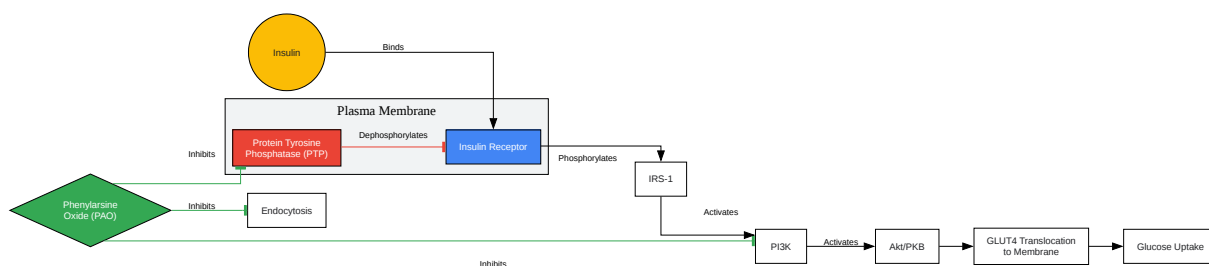 Insulin
Binds
Plasma Membrane
Protein Tyrosine
Phosphatase (PTP)
Dephosphorylates
Insulin Receptor
Inhibits
Phosphorylates
IRS-1
Phenylarsine
Oxide (PAO)
Inhibits
Endocytosis
Activates
PI3K
Activates
Akt/PKB
GLUT4 Translocation
to Membrane
Glucose Uptake
Inhibits